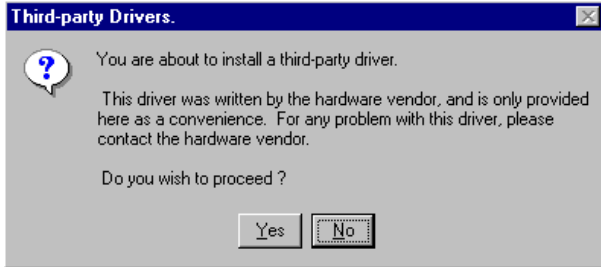 Third-party Drivers.
?
You are about to install a third-party driver.
This driver was written by the hardware vendor, and is only provided
here as a convenience.  For any problem with this driver, please
contact the hardware vendor.
Do you wish to proceed ?
Yes
No